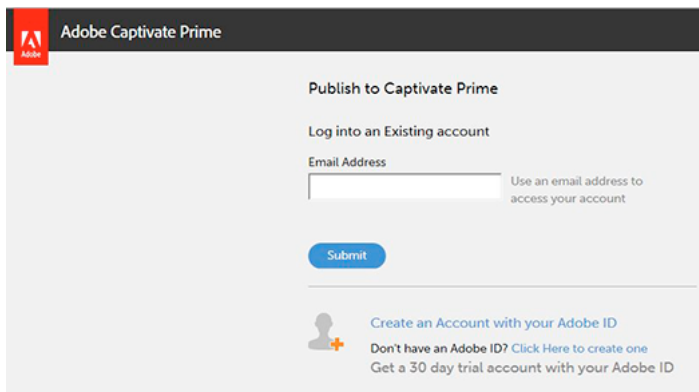 Adobe Captivate Prime
Adobe
Publish to Captivate Prime
Log into an Existing account
Email Address
Use an email address to
access your account
Submit
Create an Account with your Adobe ID
Don't have an Adobe ID? Click Here to create one
Get a 30 day trial account with your Adobe ID